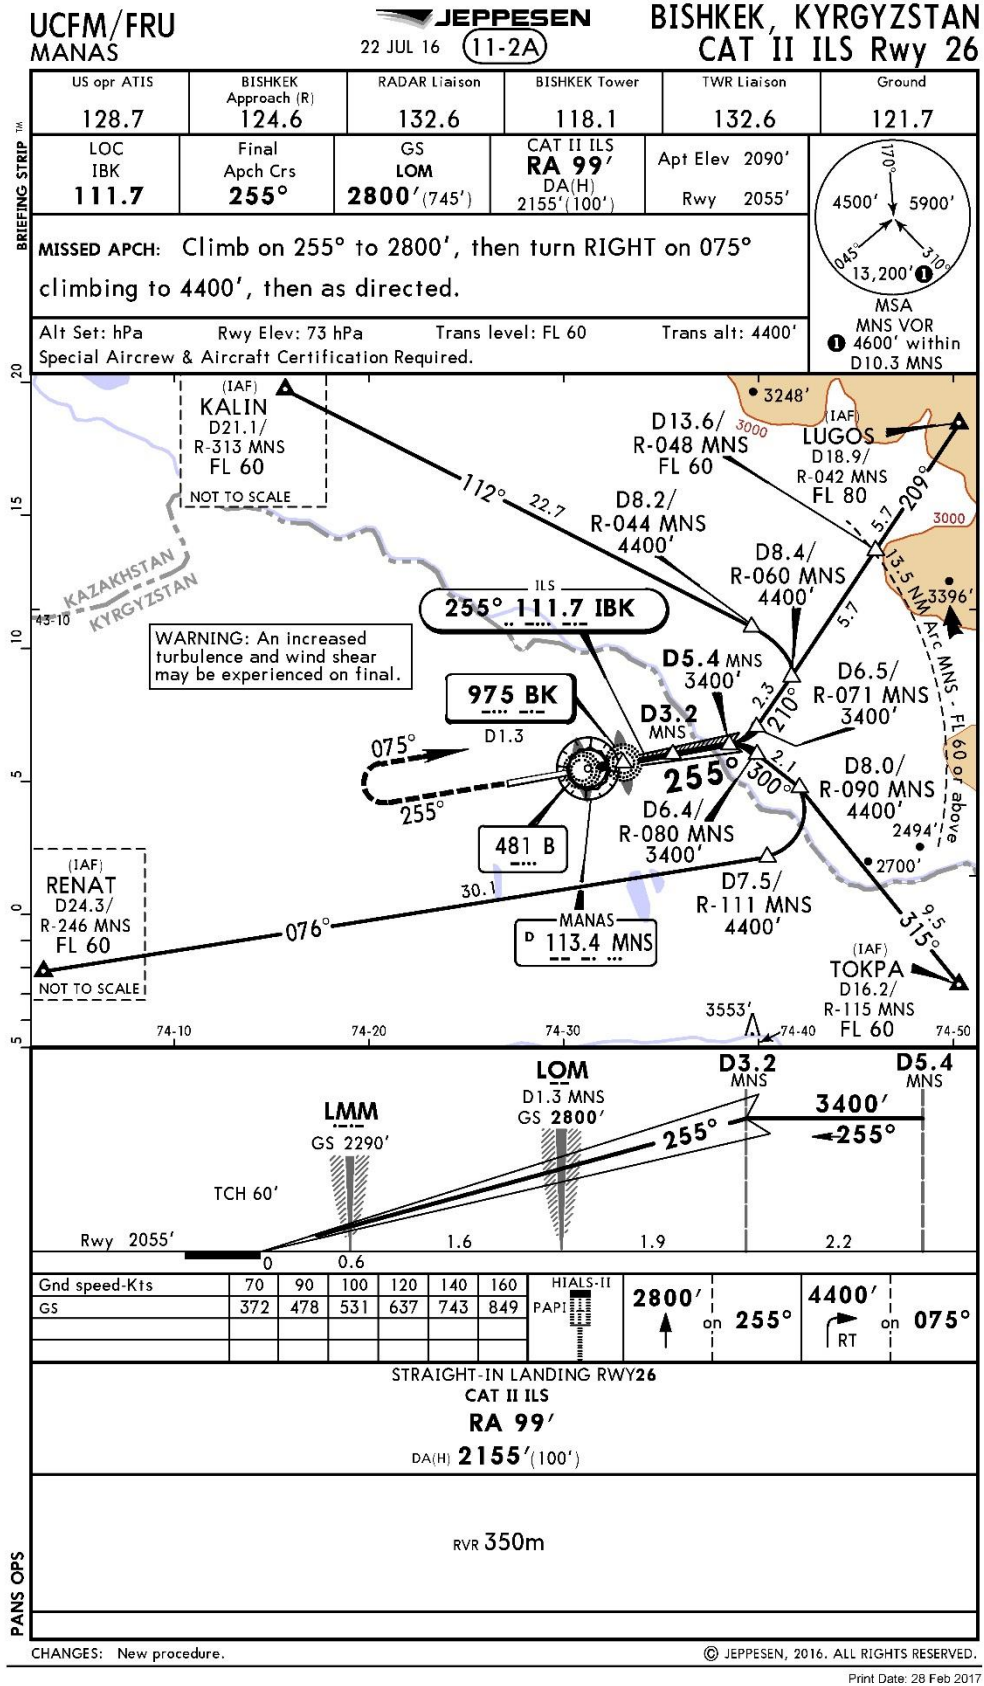 UCFM/FRU
MANAS
JEPPESEN
22 JUL 16
11-2A
BISHKEK, KYRGYZSTAN
CAT II ILS Rwy 26
BRIEFING STRIP TM
US opr ATIS
128.7
BISHKEK
Approach (R)
124.6
RADAR Liaison
132.6
BISHKEK Tower
118.1
TWR Liaison
132.6
Ground
121.7
LOC
IBK
111.7
Final
Apch Crs
255°
GS
LOM
2800'(745')
CAT II ILS
RA 99'
DA(H)
2155'(100')
Apt Elev 2090'
Rwy 2055'
170°
4500'
5900'
045°
310°
13,200' 1
MSA
MNS VOR
1 4600' within
D10.3 MNS
MISSED APCH: Climb on 255° to 2800', then turn RIGHT on 075°
climbing to 4400', then as directed.
Alt Set: hPa Rwy Elev: 73 hPa Trans level: FL 60 Trans alt: 4400'
Special Aircrew & Aircraft Certification Required.
20
15
10
5
0
5
(IAF)
KALIN
D21.1/
R-313 MNS
FL 60
NOT TO SCALE
112°
22.7
D13.6/
R-048 MNS
FL 60
3000
3248'
(IAF)
LUGOS
D18.9/
R-042 MNS
FL 80
209°
5.7
3000
D8.2/
R-044 MNS
4400'
D8.4/
R-060 MNS
4400'
5.7
13.5 NM Arc MNS - FL 60 or above
3396'
KAZAKHSTAN
KYRGYZSTAN
43-10
ILS
255° 111.7 IBK
WARNING: An increased
turbulence and wind shear
may be experienced on final.
D5.4 MNS
3400'
D6.5/
R-071 MNS
3400'
2.3
210°
975 BK
D1.3
D3.2
MNS
075°
255°
255°
2.1
300°
D8.0/
R-090 MNS
4400'
D6.4/
R-080 MNS
3400'
481 B
2494'
2700'
D7.5/
R-111 MNS
4400'
(IAF)
RENAT
D24.3/
R-246 MNS
FL 60
NOT TO SCALE
076°
30.1
MANAS
D 113.4 MNS
9.5
315°
(IAF)
TOKPA
D16.2/
R-115 MNS
FL 60
3553'
74-10
74-20
74-30
74-40
74-50
LMM
GS 2290'
LOM
D1.3 MNS
GS 2800'
D3.2
MNS
D5.4
MNS
3400'
255°
255°
TCH 60'
Rwy 2055'
0
0.6
1.6
1.9
2.2
Gnd speed-Kts 70 90 100 120 140 160
GS 372 478 531 637 743 849
HIALS-II
PAPI
2800'
on 255°
4400'
RT
on 075°
STRAIGHT-IN LANDING RWY26
CAT II ILS
RA 99'
DA(H) 2155'(100')
RVR 350m
PANS OPS
CHANGES: New procedure.
© JEPPESEN, 2016. ALL RIGHTS RESERVED.
Print Date: 28 Feb 2017